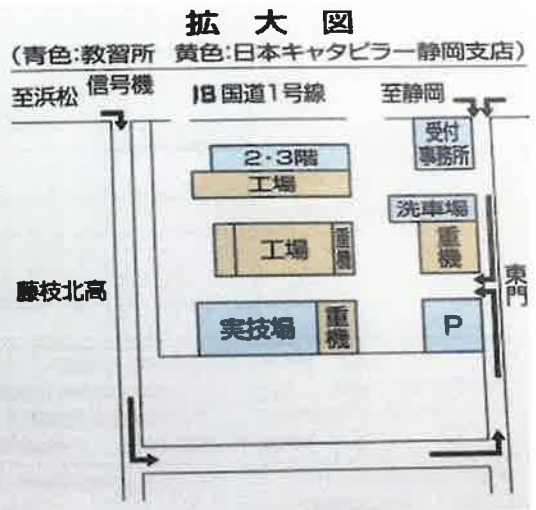 拡大図
(青色:教習所 黄色:日本キャタピラー静岡支店)
至浜松 信号機 旧国道1号線 至静岡
受付
事務所
2・3階
工場
洗車場
工場
重機
重機
藤枝北高
東門
実技場
重機
P